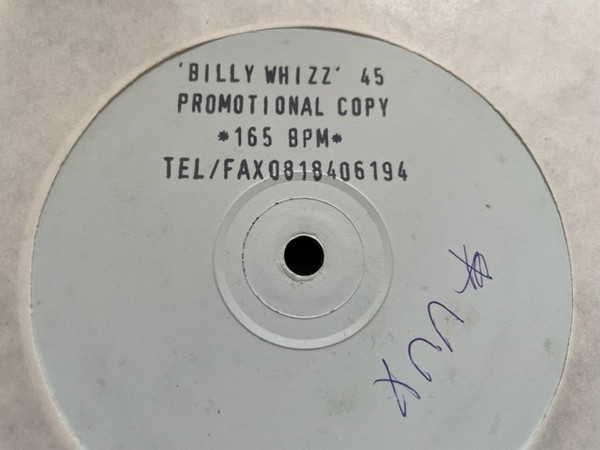 'BILLY WHIZZ' 45
PROMOTIONAL COPY
*165 BPM*
TEL/FAX0818406194